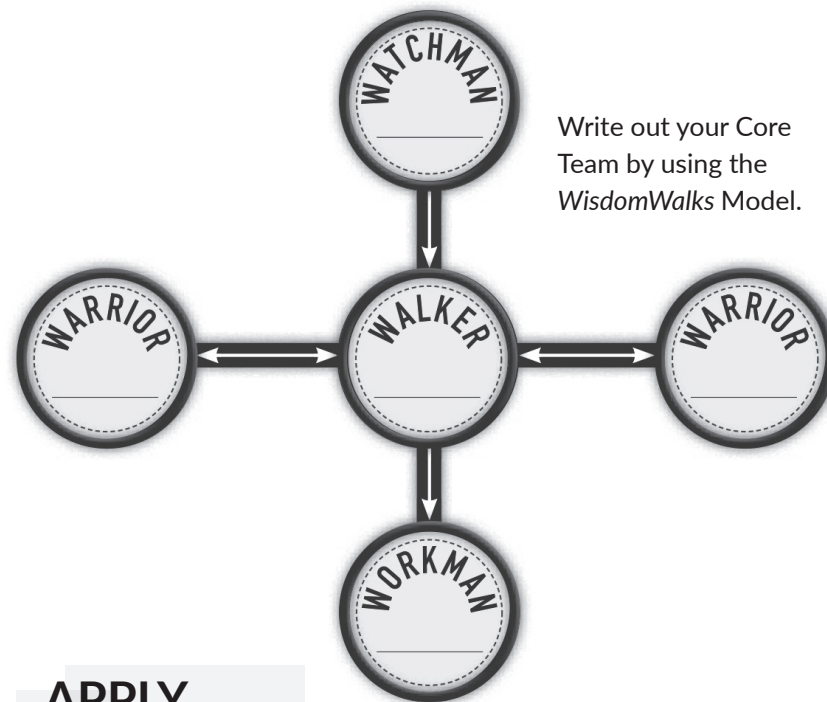 WATCHMAN
Write out your Core
Team by using the
WisdomWalks Model.
WARRIOR
WALKER
WARRIOR
WORKMAN
APPLY